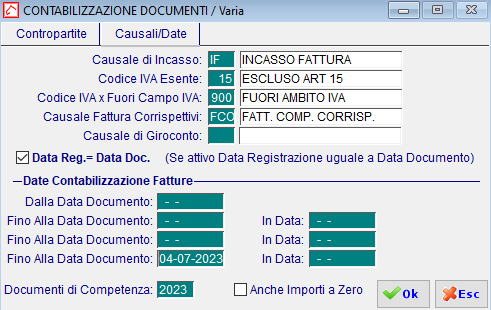 CONTABILIZZAZIONE DOCUMENTI / Varia
Contropartite Causali/Date
Causale di Incasso: IF INCASSO FATTURA
Codice IVA Esente: 15 ESCLUSO ART 15
Codice IVA x Fuori Campo IVA: 900 FUORI AMBITO IVA
Causale Fattura Corrispettivi: FCO FATT. COMP. CORRISP.
Causale di Giroconto:
Data Reg.= Data Doc. (Se attivo Data Registrazione uguale a Data Documento)
Date Contabilizzazione Fatture
Dalla Data Documento: - -
Fino Alla Data Documento: - - In Data: - -
Fino Alla Data Documento: - - In Data: - -
Fino Alla Data Documento: 04-07-2023 In Data: - -
Documenti di Competenza: 2023 Anche Importi a Zero Ok Esc